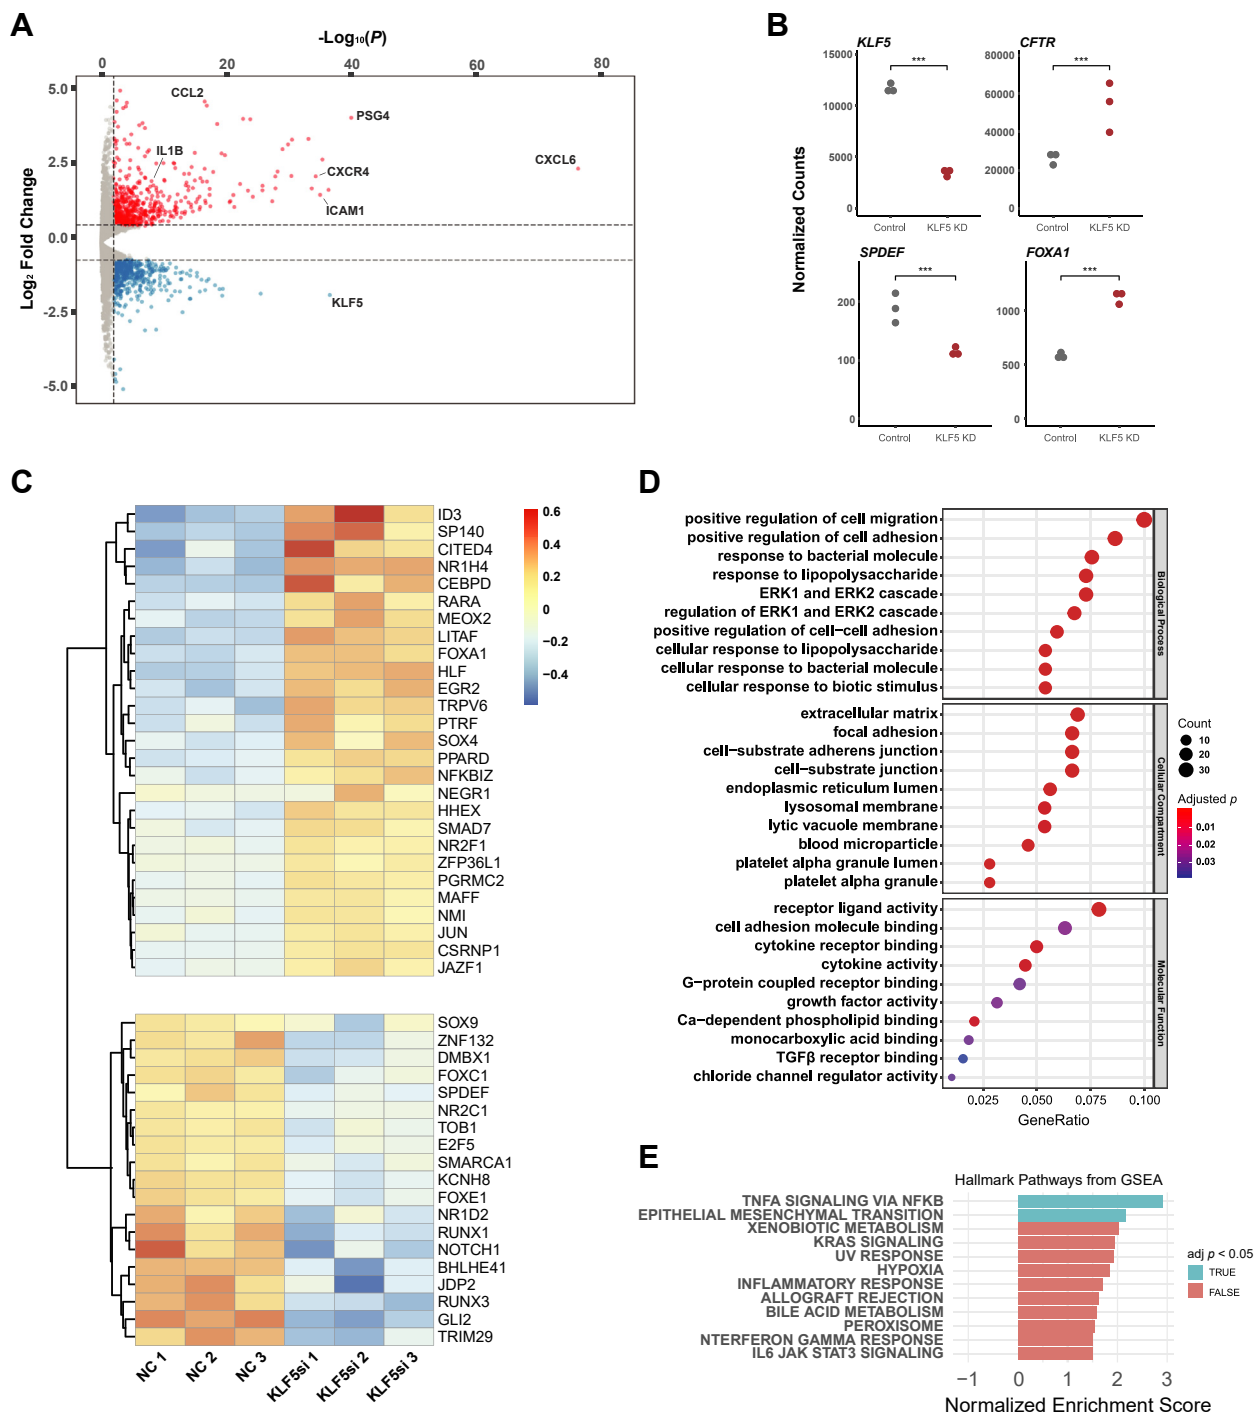 A
-Log₁₀(P)
0
20
40
60
80
5.0
2.5
0.0
-2.5
-5.0
Log₂ Fold Change
CCL2
PSG4
IL1B
CXCR4
CXCL6
ICAM1
KLF5
B
Normalized Counts
KLF5
15000
10000
5000
0
***
Control
KLF5 KD
CFTR
80000
60000
40000
20000
0
***
Control
KLF5 KD
SPDEF
200
100
0
***
Control
KLF5 KD
FOXA1
1000
500
0
***
Control
KLF5 KD
C
ID3
SP140
CITED4
NR1H4
CEBPD
RARA
MEOX2
LITAF
FOXA1
HLF
EGR2
TRPV6
PTRF
SOX4
PPARD
NFKBIZ
NEGR1
HHEX
SMAD7
NR2F1
ZFP36L1
PGRMC2
MAFF
NMI
JUN
CSRNP1
JAZF1
0.6
0.4
0.2
0
−0.2
−0.4
SOX9
ZNF132
DMBX1
FOXC1
SPDEF
NR2C1
TOB1
E2F5
SMARCA1
KCNH8
FOXE1
NR1D2
RUNX1
NOTCH1
BHLHE41
JDP2
RUNX3
GLI2
TRIM29
NC 1
NC 2
NC 3
KLF5si 1
KLF5si 2
KLF5si 3
D
positive regulation of cell migration
positive regulation of cell adhesion
response to bacterial molecule
response to lipopolysaccharide
ERK1 and ERK2 cascade
regulation of ERK1 and ERK2 cascade
positive regulation of cell−cell adhesion
cellular response to lipopolysaccharide
cellular response to bacterial molecule
cellular response to biotic stimulus
Biological Process
extracellular matrix
focal adhesion
cell−substrate adherens junction
cell−substrate junction
endoplasmic reticulum lumen
lysosomal membrane
lytic vacuole membrane
blood microparticle
platelet alpha granule lumen
platelet alpha granule
Cellular Compartment
receptor ligand activity
cell adhesion molecule binding
cytokine receptor binding
cytokine activity
G−protein coupled receptor binding
growth factor activity
Ca−dependent phospholipid binding
monocarboxylic acid binding
TGFβ receptor binding
chloride channel regulator activity
Molecular Function
0.025
0.050
0.075
0.100
GeneRatio
Count
10
20
30
Adjusted p
0.01
0.02
0.03
E
Hallmark Pathways from GSEA
TNFA SIGNALING VIA NFKB
EPITHELIAL MESENCHYMAL TRANSITION
XENOBIOTIC METABOLISM
KRAS SIGNALING
UV RESPONSE
HYPOXIA
INFLAMMATORY RESPONSE
ALLOGRAFT REJECTION
BILE ACID METABOLISM
PEROXISOME
NTERFERON GAMMA RESPONSE
IL6 JAK STAT3 SIGNALING
−1
0
1
2
3
Normalized Enrichment Score
adj p < 0.05
TRUE
FALSE